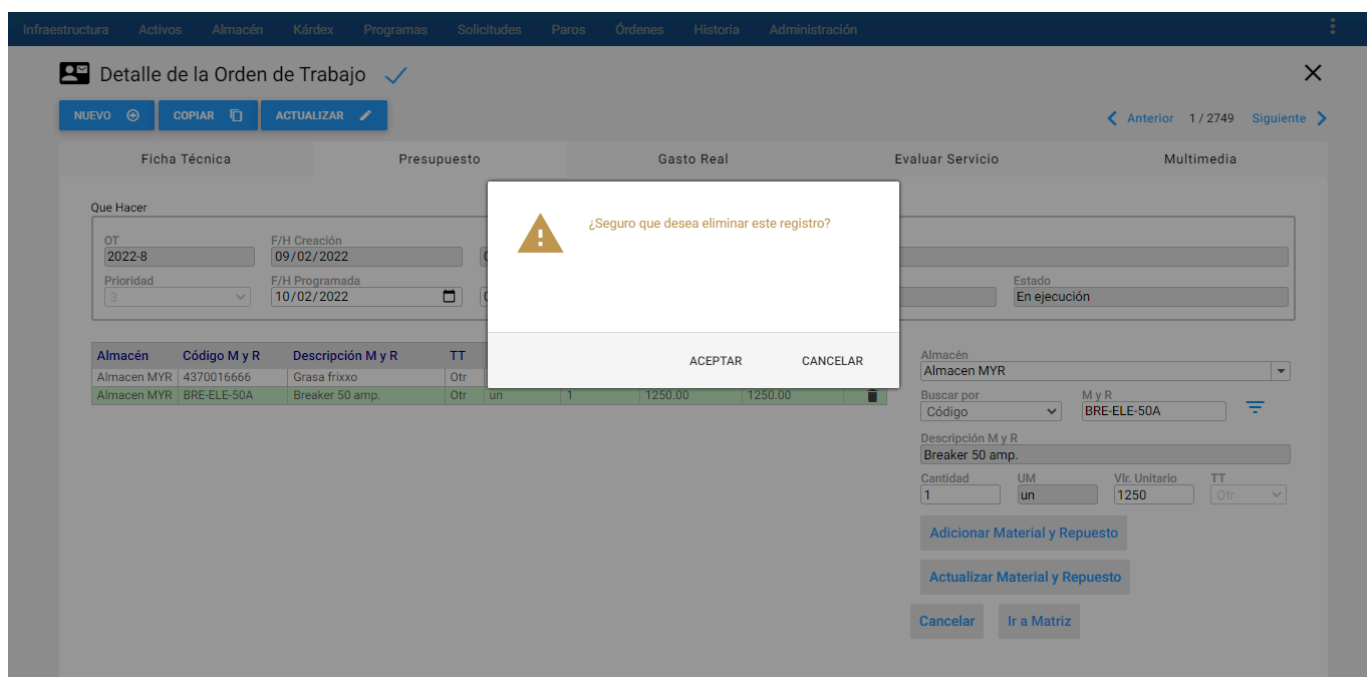 Infraestructura Activos Almacén Kárdex Programas Solicitudes Paros Órdenes Historia Administración
Detalle de la Orden de Trabajo
NUEVO COPIAR ACTUALIZAR
Anterior 1 / 2749 Siguiente
Ficha Técnica Presupuesto Gasto Real Evaluar Servicio Multimedia
¿Seguro que desea eliminar este registro?
ACEPTAR CANCELAR
Que Hacer
OT F/H Creación
2022-8 09/02/2022
Prioridad F/H Programada Estado
3 10/02/2022 En ejecución
Almacén Código M y R Descripción M y R TT
Almacen MYR 4370016666 Grasa frixxo Otr
Almacen MYR BRE-ELE-50A Breaker 50 amp. Otr un 1 1250.00 1250.00
Almacén
Almacen MYR
Buscar por M y R
Código BRE-ELE-50A
Descripción M y R
Breaker 50 amp.
Cantidad UM Vlr. Unitario TT
1 un 1250 Otr
Adicionar Material y Repuesto
Actualizar Material y Repuesto
Cancelar Ir a Matriz